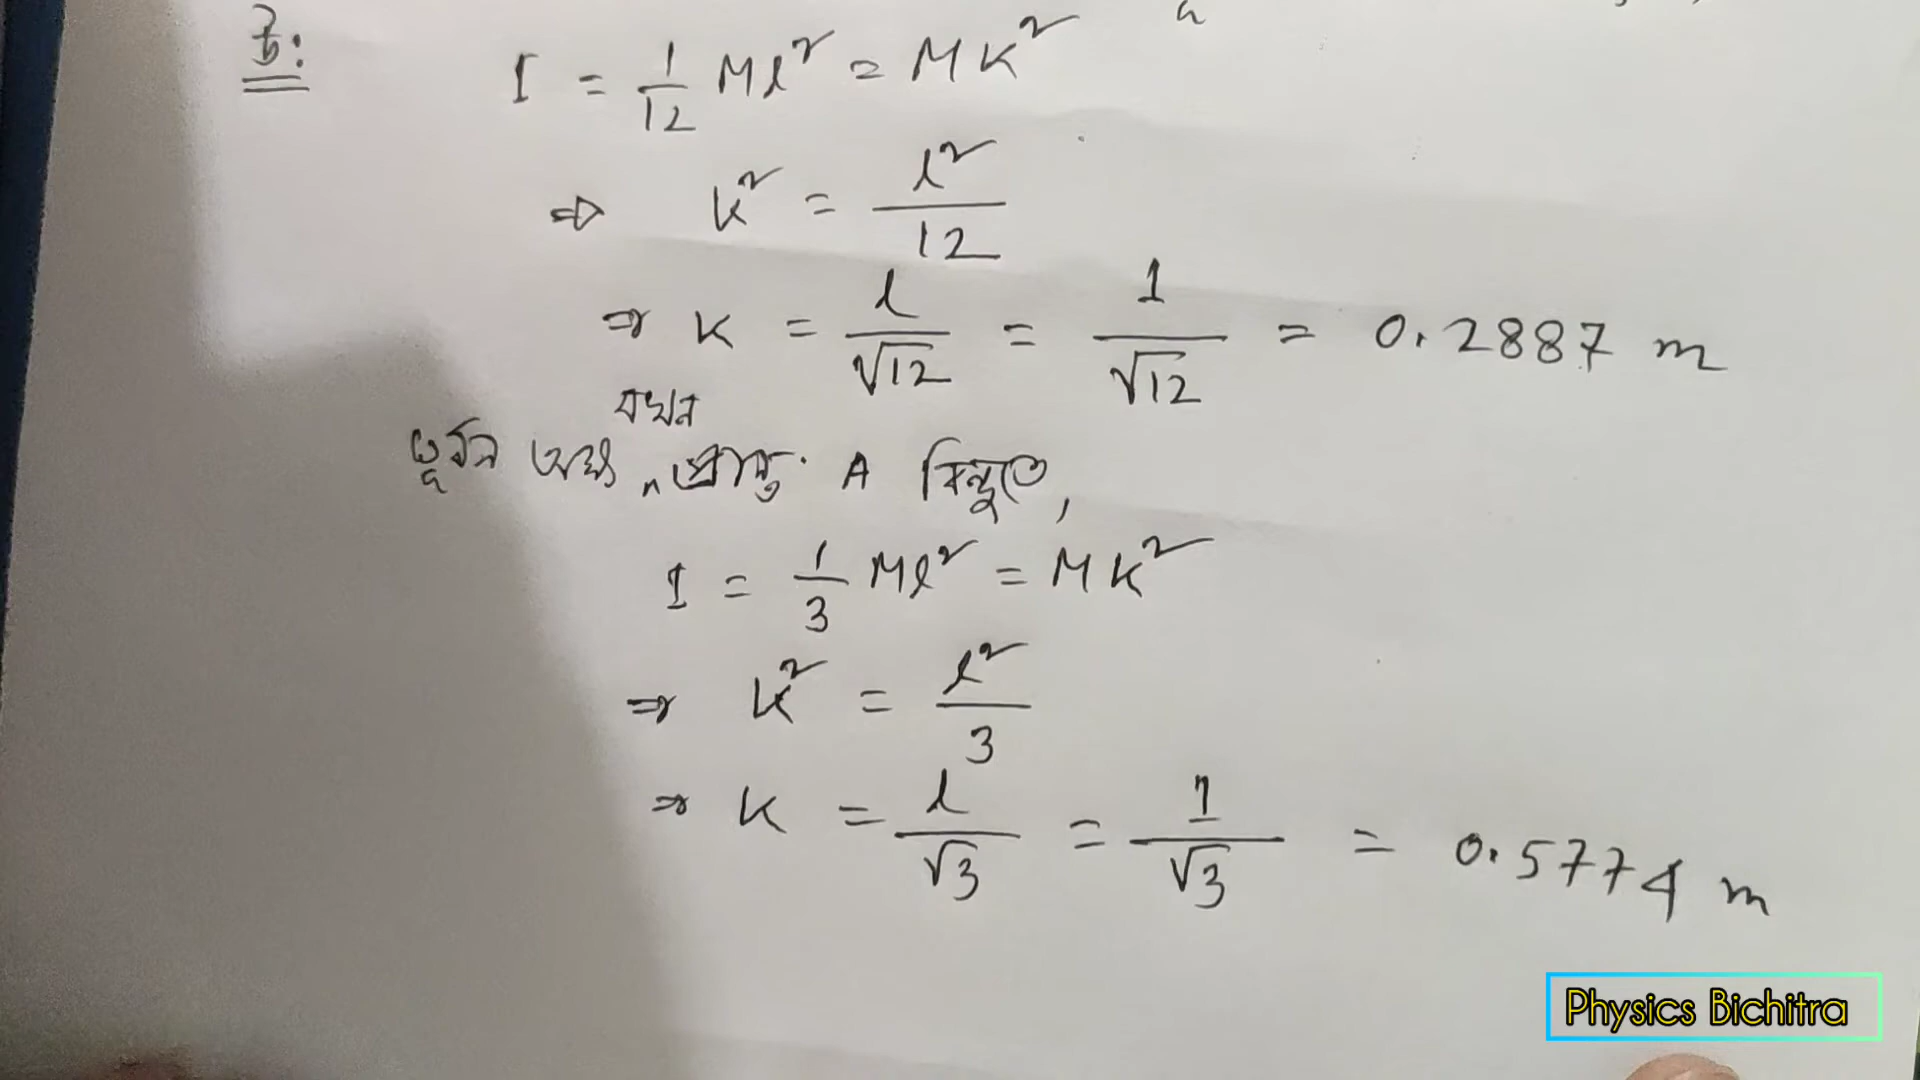 চ:
I = 1/12 Ml² = MK²
⇒ K² = l²/12
⇒ K = l/√12 = 1/√12 = 0.2887 m
যখন
ঘূর্ণন অক্ষ প্রান্ত A বিন্দুতে,
I = 1/3 Ml² = MK²
⇒ K² = l²/3
⇒ K = l/√3 = 1/√3 = 0.5774 m
Physics Bichitra